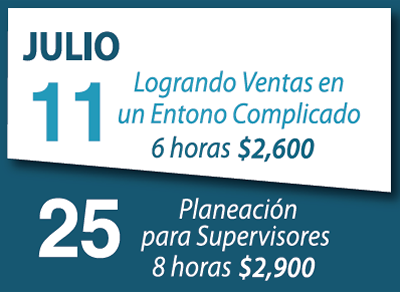 JULIO
11
Logrando Ventas en
un Entono Complicado
6 horas $2,600
25
Planeación
para Supervisores
8 horas $2,900